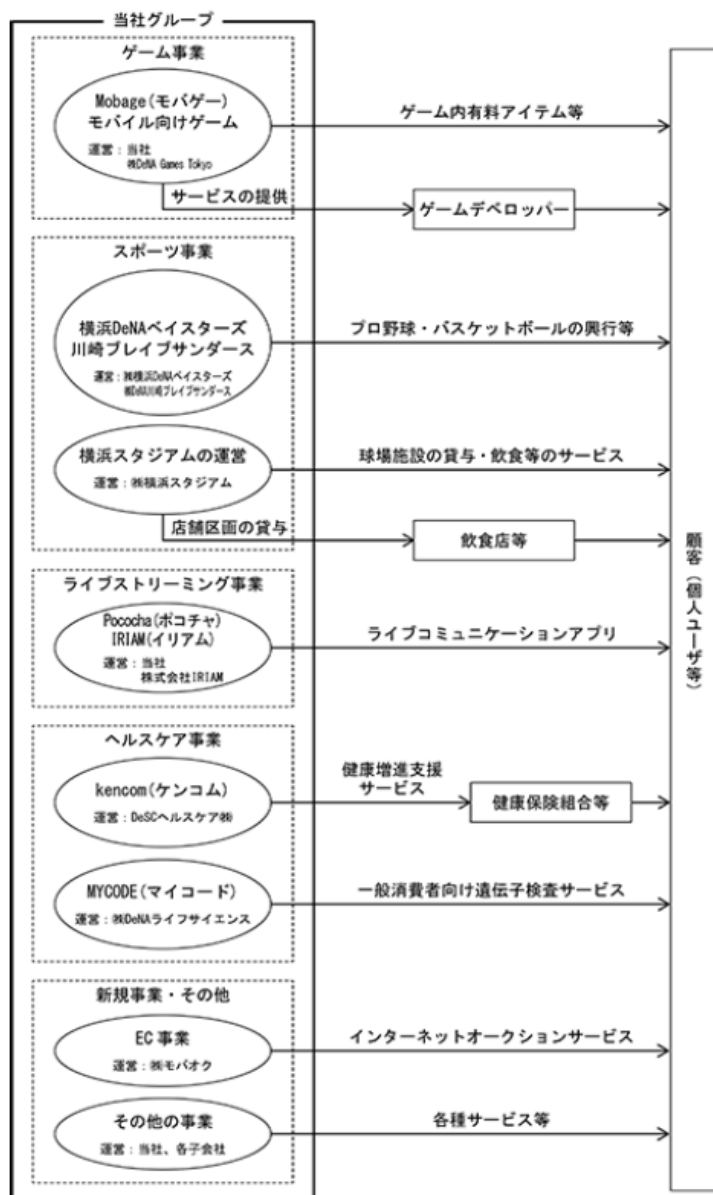 当社グループ
ゲーム事業
Mobage(モバゲー)
モバイル向けゲーム
運営：当社
㈱DeNA Games Tokyo
ゲーム内有料アイテム等
サービスの提供
ゲームデベロッパー
スポーツ事業
横浜DeNAベイスターズ
川崎ブレイブサンダース
運営：㈱横浜DeNAベイスターズ
㈱DeNA川崎ブレイブサンダース
プロ野球・バスケットボールの興行等
横浜スタジアムの運営
運営：㈱横浜スタジアム
球場施設の貸与・飲食等のサービス
店舗区画の貸与
飲食店等
ライブストリーミング事業
Pococha(ポコチャ)
IRIAM(イリアム)
運営：当社
株式会社IRIAM
ライブコミュニケーションアプリ
ヘルスケア事業
kencom(ケンコム)
運営：DeSCヘルスケア㈱
健康増進支援
サービス
健康保険組合等
MYCODE(マイコード)
運営：㈱DeNAライフサイエンス
一般消費者向け遺伝子検査サービス
新規事業・その他
EC事業
運営：㈱モバオク
インターネットオークションサービス
その他の事業
運営：当社、各子会社
各種サービス等
顧客（個人ユーザ等）